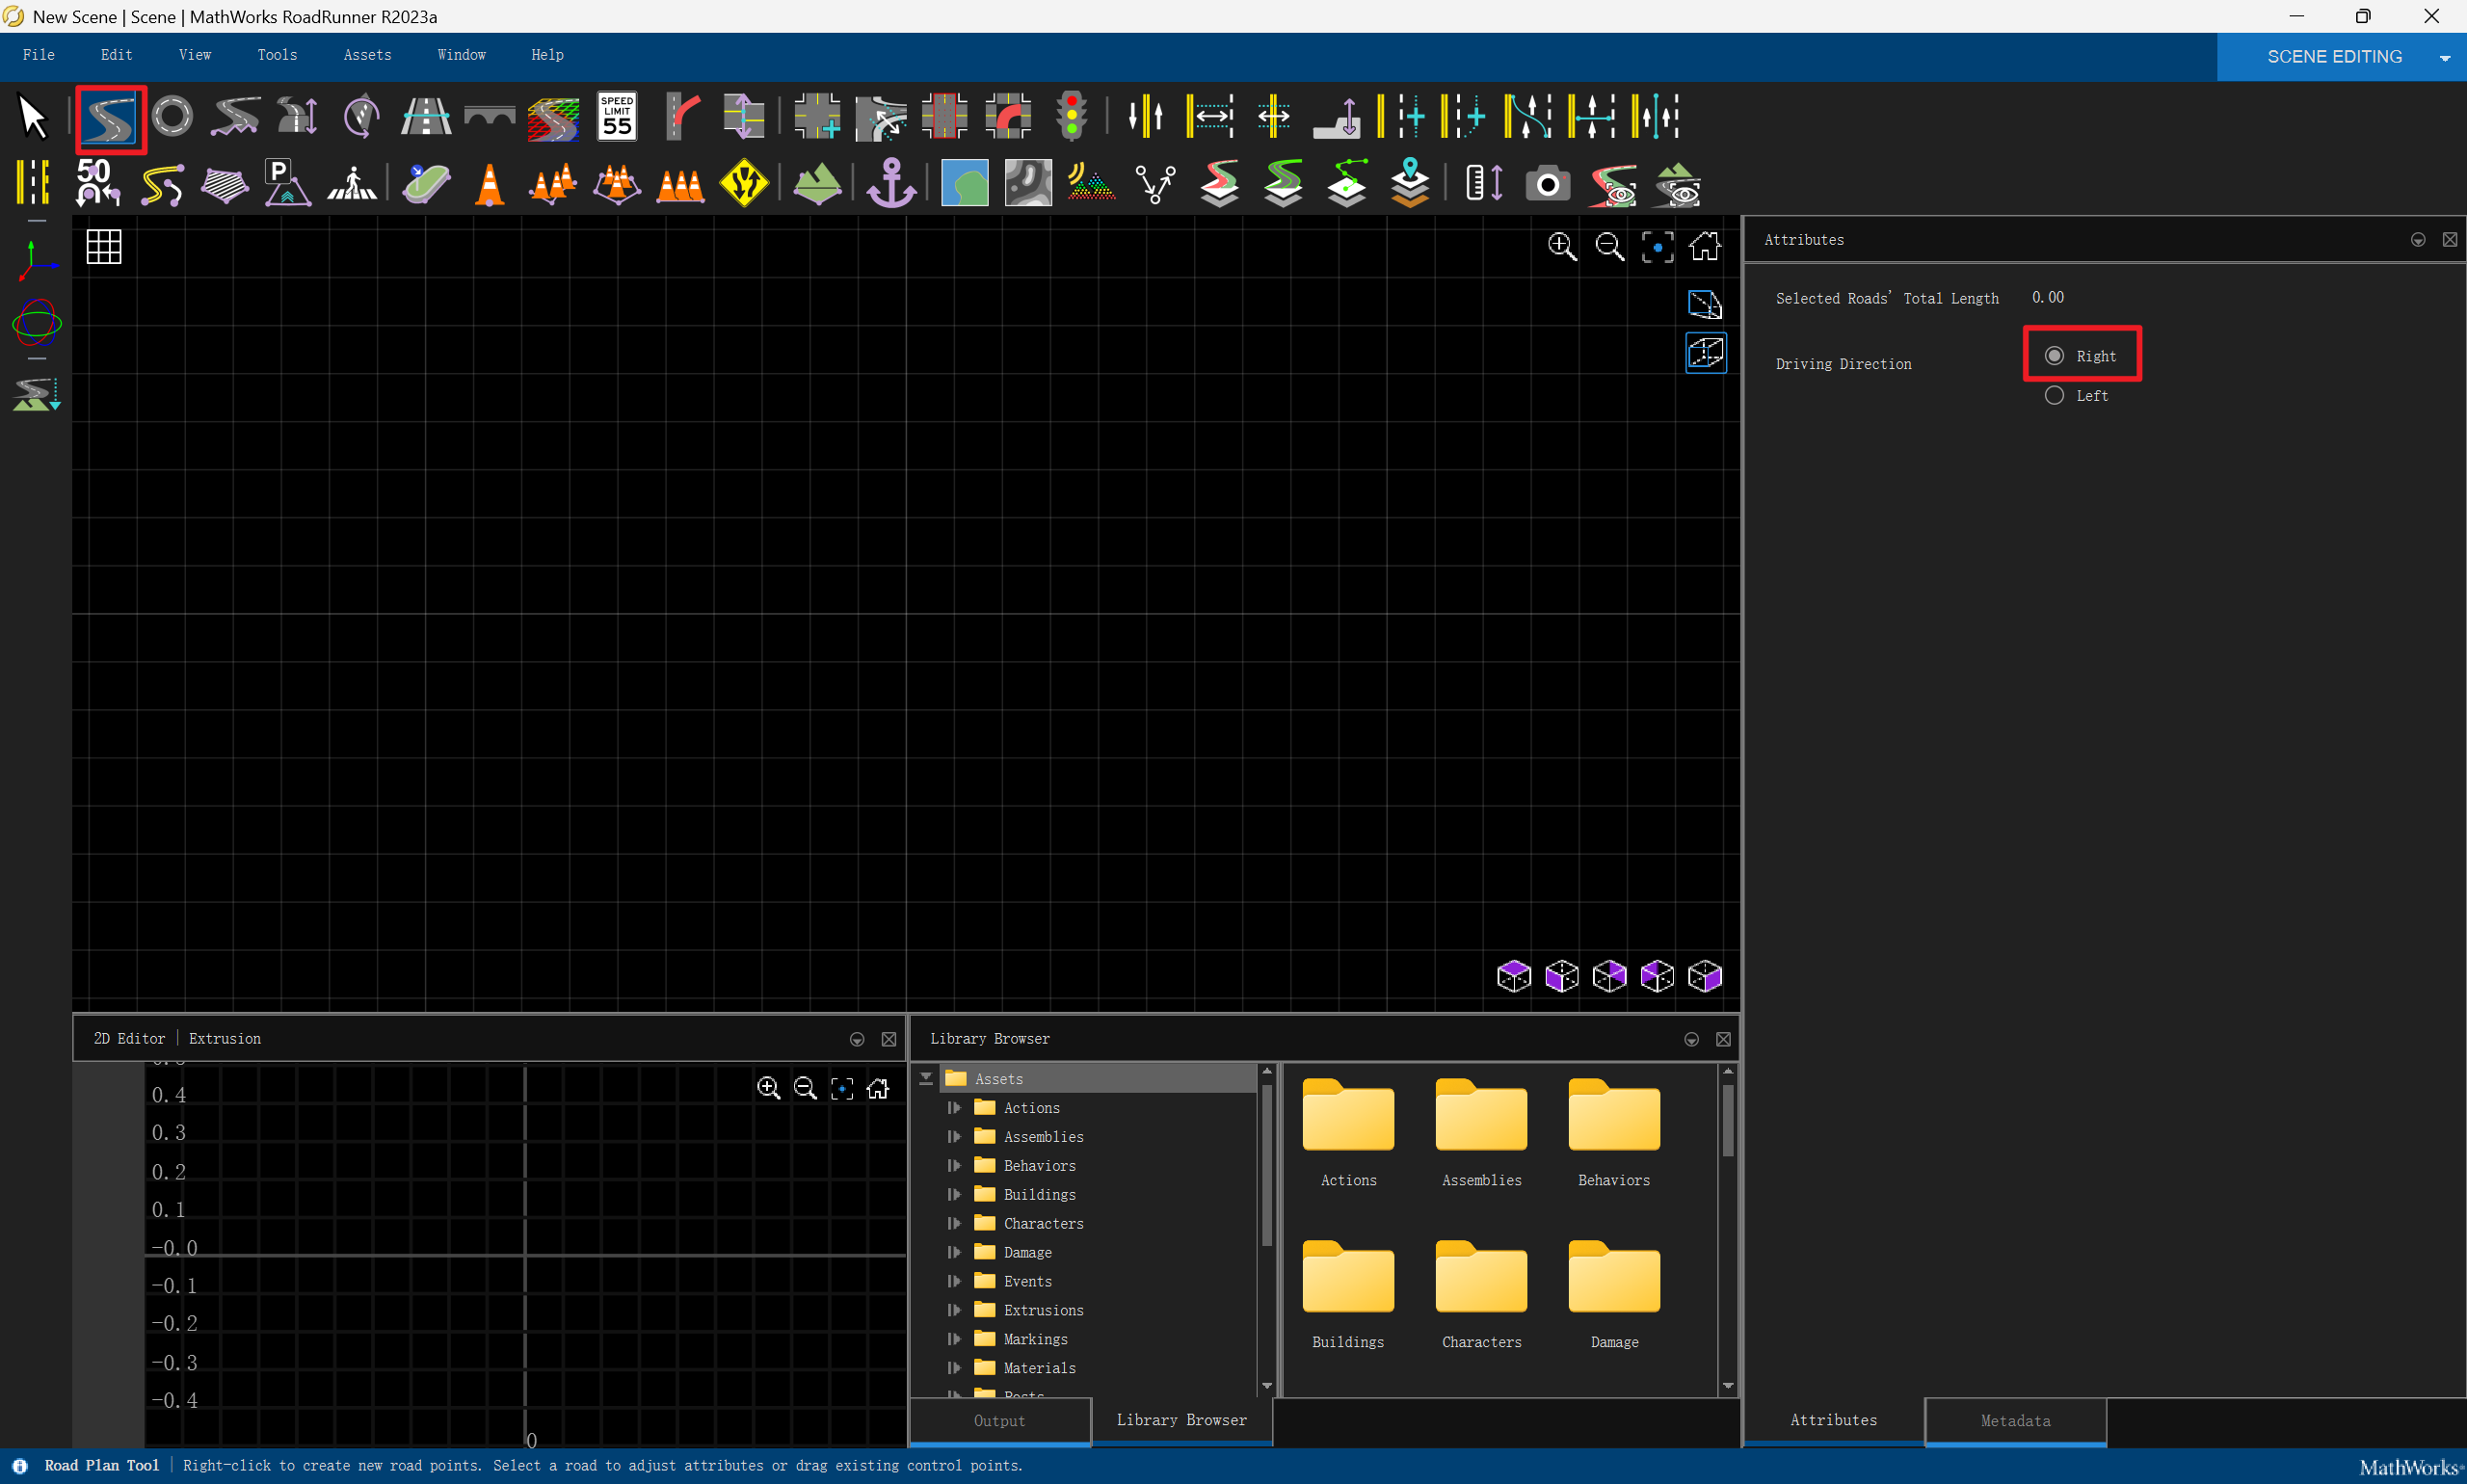 New Scene | Scene | MathWorks RoadRunner R2023a
File Edit View Tools Assets Window Help
SCENE EDITING
SPEED LIMIT 55
50
P
Attributes
Selected Roads' Total Length 0.00
Driving Direction
Right
Left
2D Editor | Extrusion
0.4
0.3
0.2
0.1
-0.0
-0.1
-0.2
-0.3
-0.4
0
Library Browser
Assets
Actions
Assemblies
Behaviors
Buildings
Characters
Damage
Events
Extrusions
Markings
Materials
Actions Assemblies Behaviors
Buildings Characters Damage
Output Library Browser
Attributes Metadata
Road Plan Tool | Right-click to create new road points. Select a road to adjust attributes or drag existing control points.
MathWorks